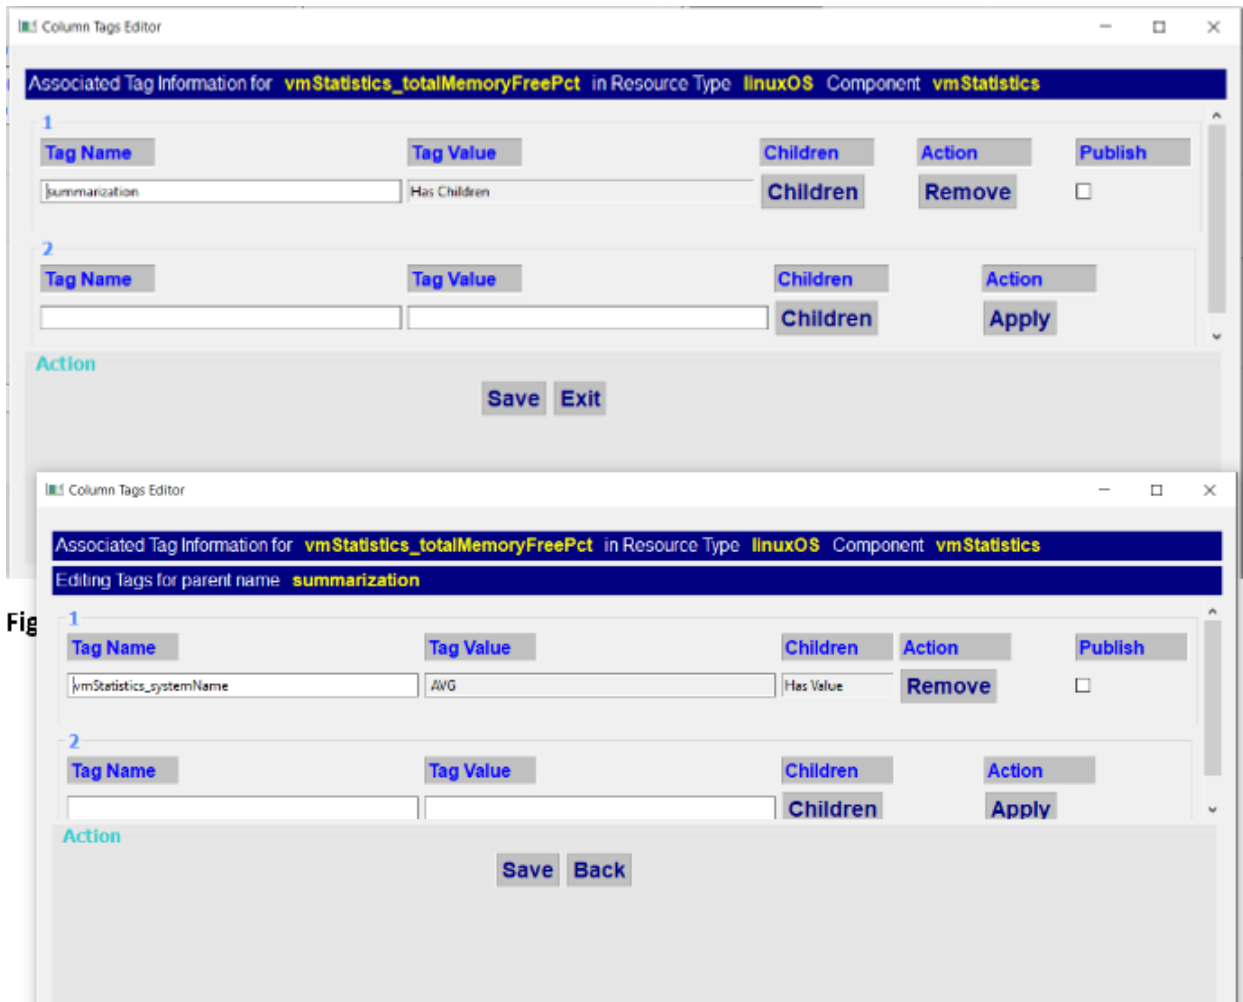 Column Tags Editor
Associated Tag Information for vmStatistics_totalMemoryFreePct in Resource Type linuxOS Component vmStatistics
1
Tag Name Tag Value Children Action Publish
summarization Has Children Children Remove
2
Tag Name Tag Value Children Action
Children Apply
Action
Save Exit
Column Tags Editor
Associated Tag Information for vmStatistics_totalMemoryFreePct in Resource Type linuxOS Component vmStatistics
Editing Tags for parent name summarization
Fig
1
Tag Name Tag Value Children Action Publish
vmStatistics_systemName AVG Has Value Remove
2
Tag Name Tag Value Children Action
Children Apply
Action
Save Back